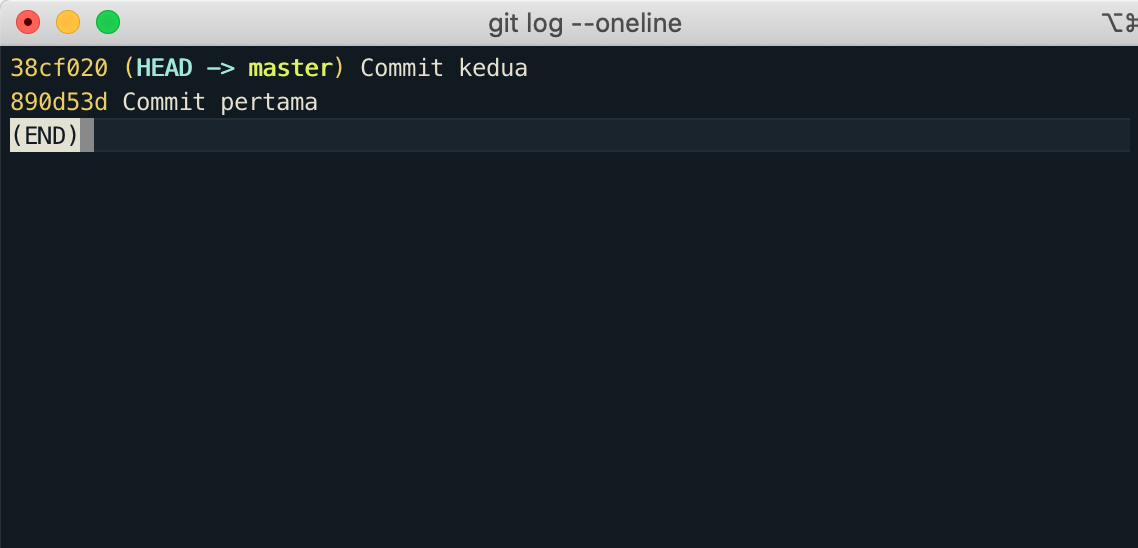 git log --oneline ⌥⌘
38cf020 (HEAD -> master) Commit kedua
890d53d Commit pertama
(END)